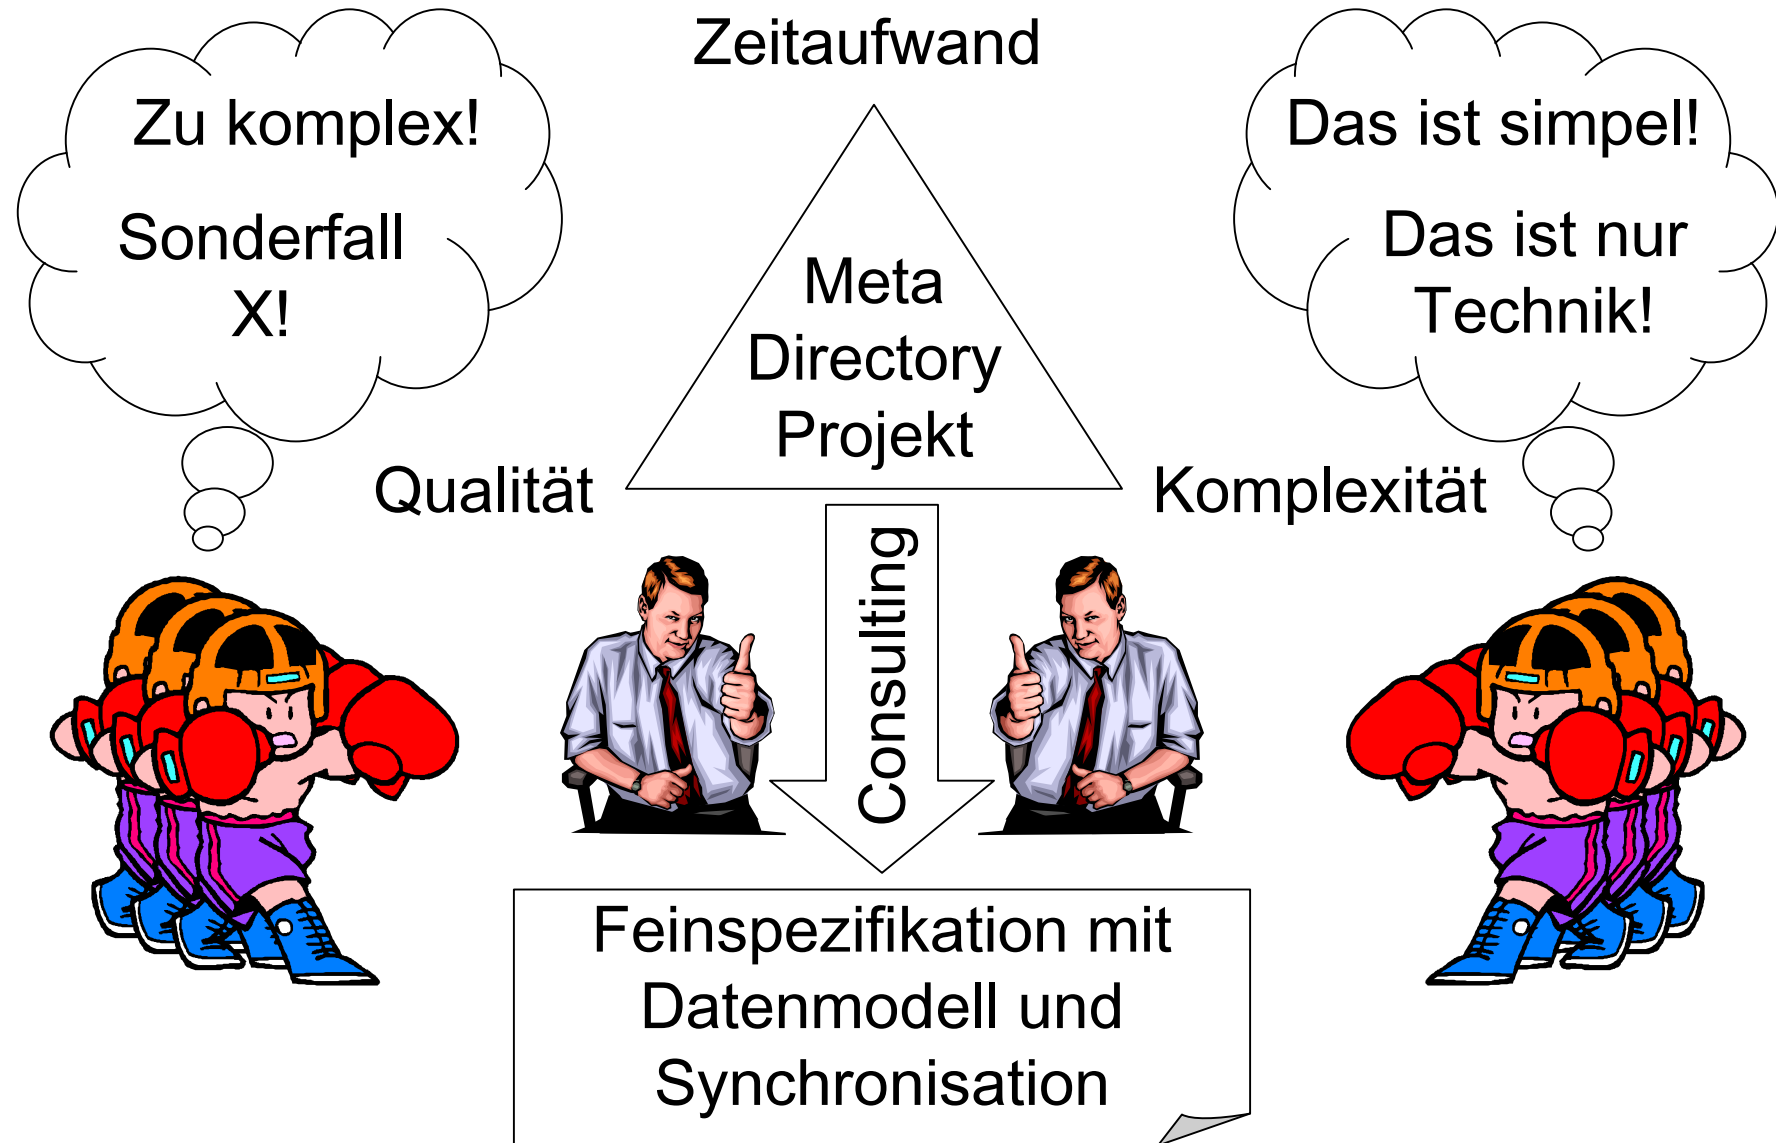 Zeitaufwand
Zu komplex!
Sonderfall
X!
Das ist simpel!
Das ist nur
Technik!
Meta
Directory
Projekt
Qualität
Komplexität
Consulting
Feinspezifikation mit
Datenmodell und
Synchronisation